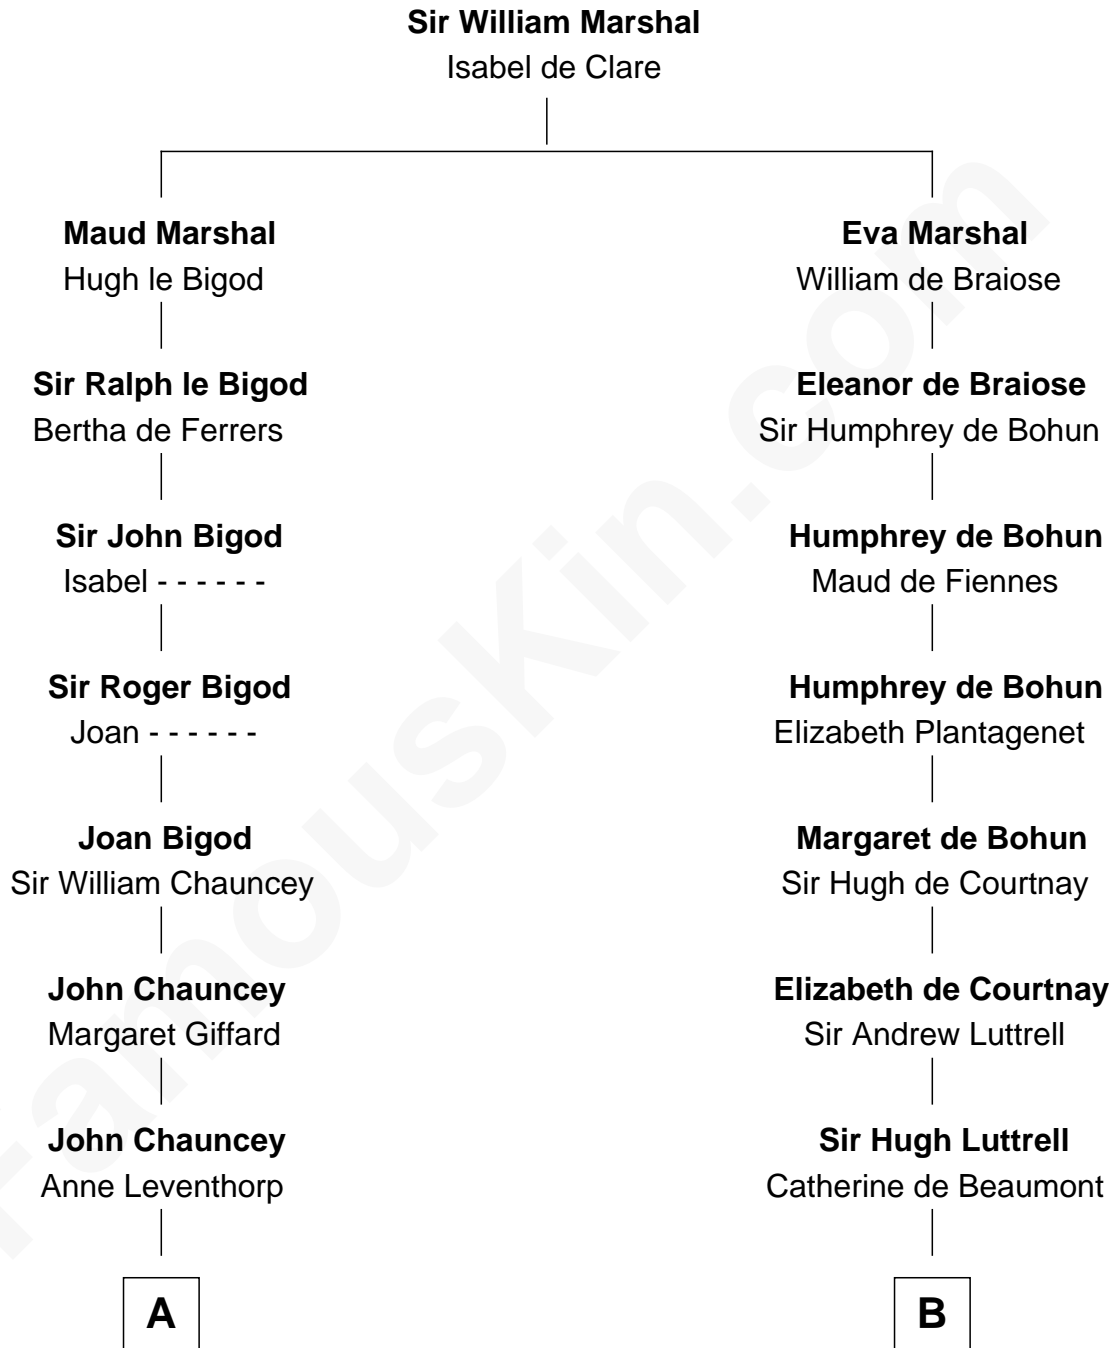 Sir William Marshal
Isabel de Clare
Maud Marshal
Hugh le Bigod
Eva Marshal
William de Braiose
Sir Ralph le Bigod
Bertha de Ferrers
Eleanor de Braiose
Sir Humphrey de Bohun
Sir John Bigod
Isabel - - - - - -
Humphrey de Bohun
Maud de Fiennes
Sir Roger Bigod
Joan - - - - - -
Humphrey de Bohun
Elizabeth Plantagenet
Joan Bigod
Sir William Chauncey
Margaret de Bohun
Sir Hugh de Courtnay
John Chauncey
Margaret Giffard
Elizabeth de Courtnay
Sir Andrew Luttrell
John Chauncey
Anne Leventhorp
Sir Hugh Luttrell
Catherine de Beaumont
A
B
FamousKin.com